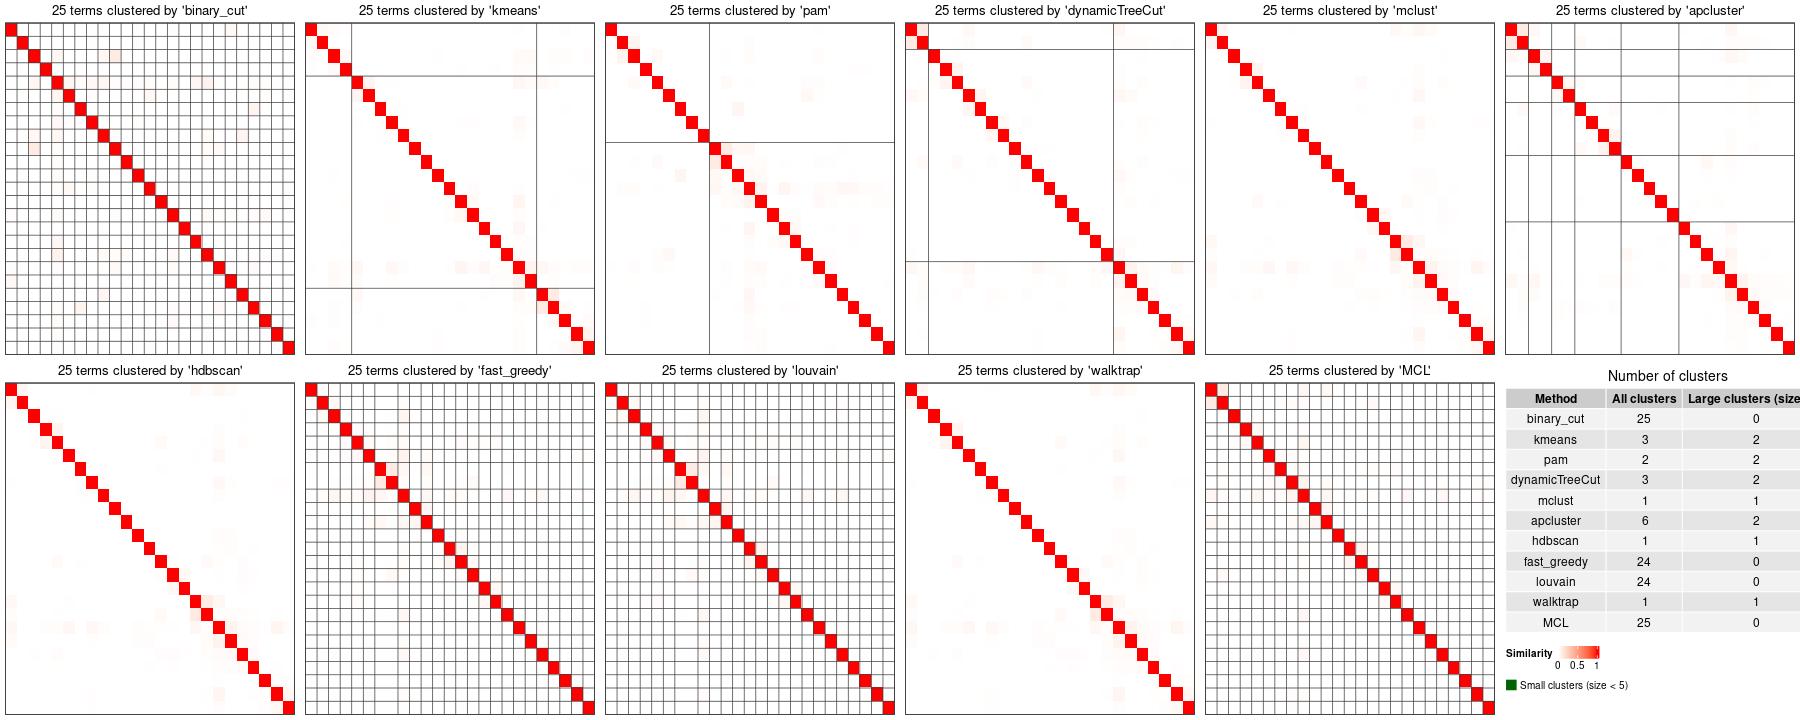 25 terms clustered by 'binary_cut'
25 terms clustered by 'kmeans'
25 terms clustered by 'pam'
25 terms clustered by 'dynamicTreeCut'
25 terms clustered by 'mclust'
25 terms clustered by 'apcluster'
25 terms clustered by 'hdbscan'
25 terms clustered by 'fast_greedy'
25 terms clustered by 'louvain'
25 terms clustered by 'walktrap'
25 terms clustered by 'MCL'
Number of clusters
Method All clusters Large clusters (size
binary_cut 25 0
kmeans 3 2
pam 2 2
dynamicTreeCut 3 2
mclust 1 1
apcluster 6 2
hdbscan 1 1
fast_greedy 24 0
louvain 24 0
walktrap 1 1
MCL 25 0
Similarity
0 0.5 1
Small clusters (size < 5)